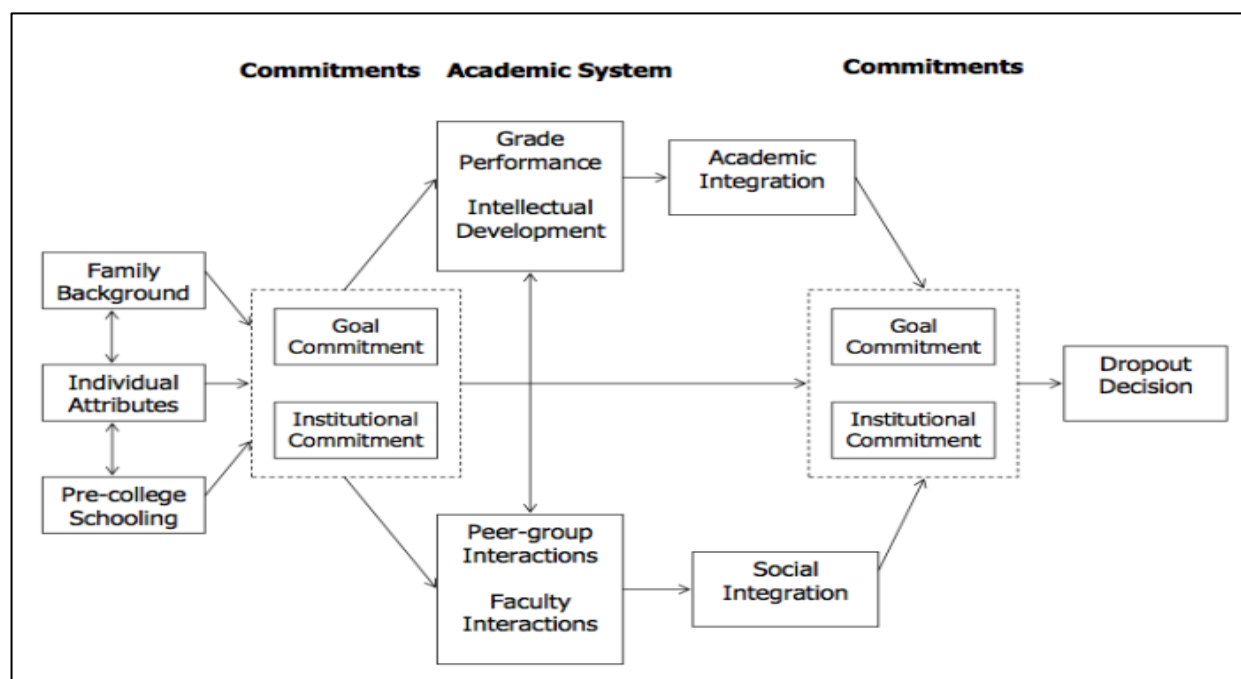 Commitments
Academic System
Commitments
Grade
Performance
Intellectual
Development
Academic
Integration
Family
Background
Individual
Attributes
Pre-college
Schooling
Goal
Commitment
Institutional
Commitment
Goal
Commitment
Institutional
Commitment
Dropout
Decision
Peer-group
Interactions
Faculty
Interactions
Social
Integration